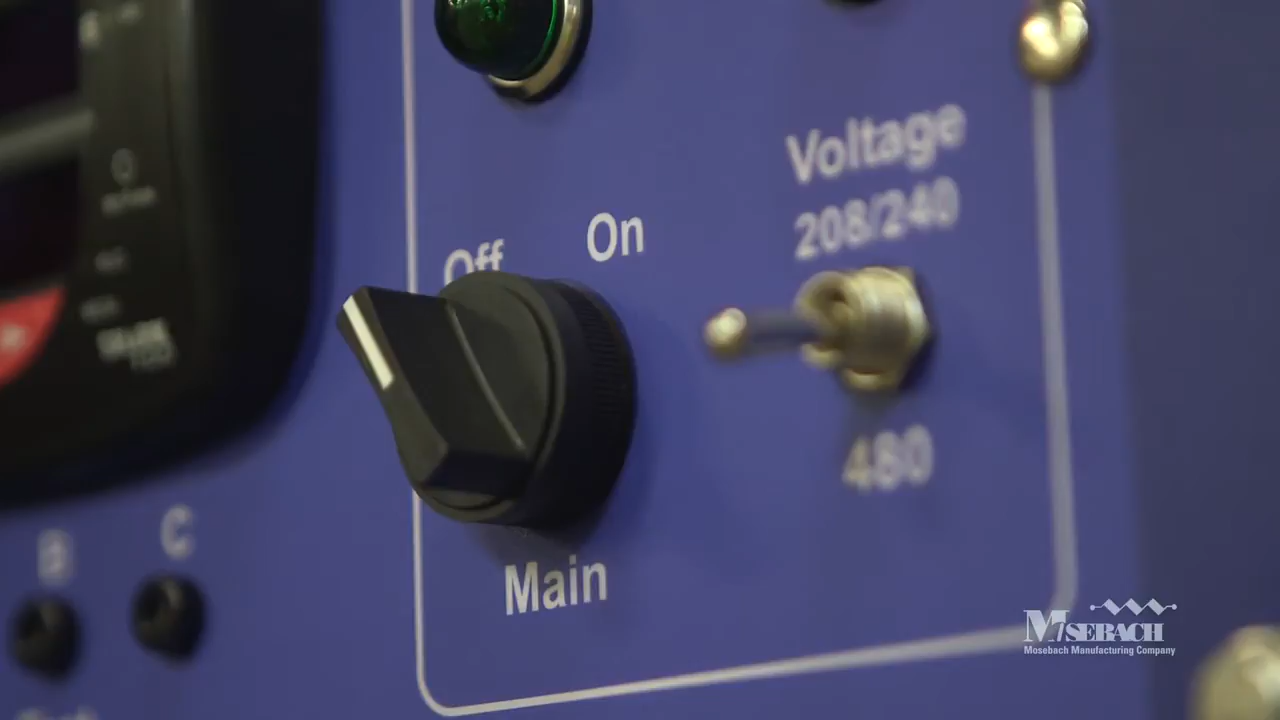 Voltage
208/240
Off
On
480
B
C
Main
MOSEBACH
Mosebach Manufacturing Company